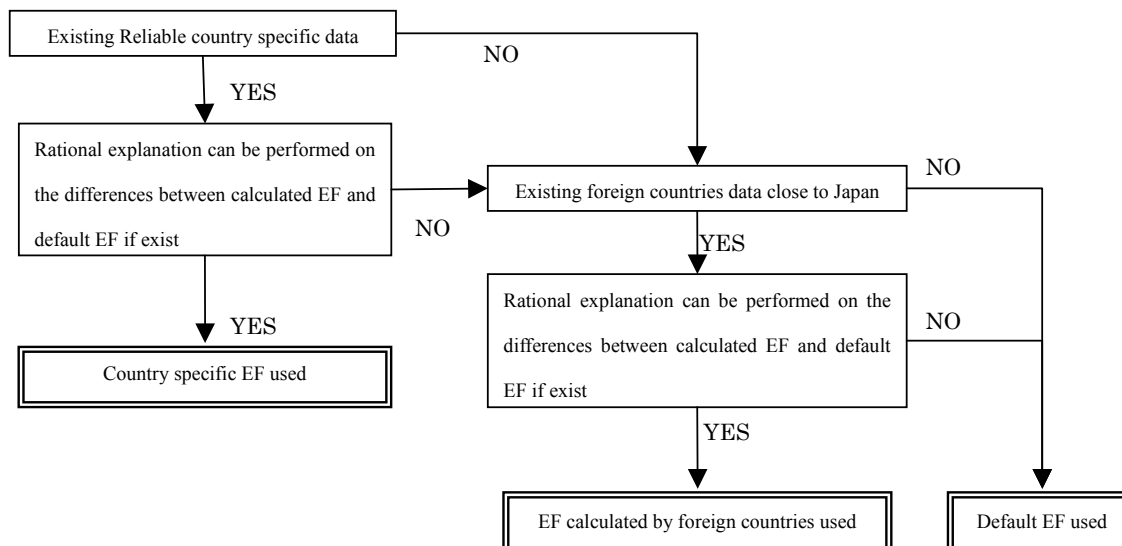 Existing Reliable country specific data
NO
YES
Rational explanation can be performed on
the differences between calculated EF and
default EF if exist
NO
Existing foreign countries data close to Japan
NO
YES
YES
Rational explanation can be performed on the
differences between calculated EF and default
EF if exist
NO
Country specific EF used
YES
EF calculated by foreign countries used
Default EF used